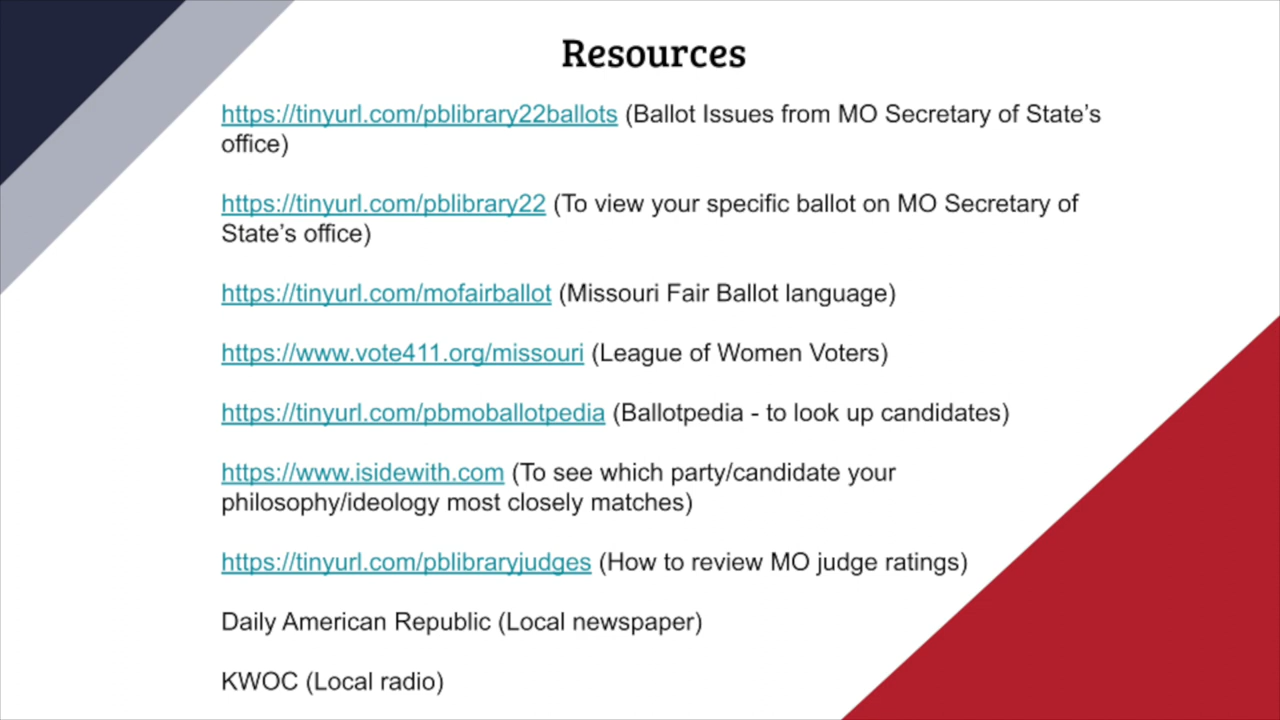 Resources
https://tinyurl.com/pblibrary22ballots (Ballot Issues from MO Secretary of State's
office)
https://tinyurl.com/pblibrary22 (To view your specific ballot on MO Secretary of
State's office)
https://tinyurl.com/mofairballot (Missouri Fair Ballot language)
https://www.vote411.org/missouri (League of Women Voters)
https://tinyurl.com/pbmoballotpedia (Ballotpedia - to look up candidates)
https://www.isidewith.com (To see which party/candidate your
philosophy/ideology most closely matches)
https://tinyurl.com/pblibraryjudges (How to review MO judge ratings)
Daily American Republic (Local newspaper)
KWOC (Local radio)